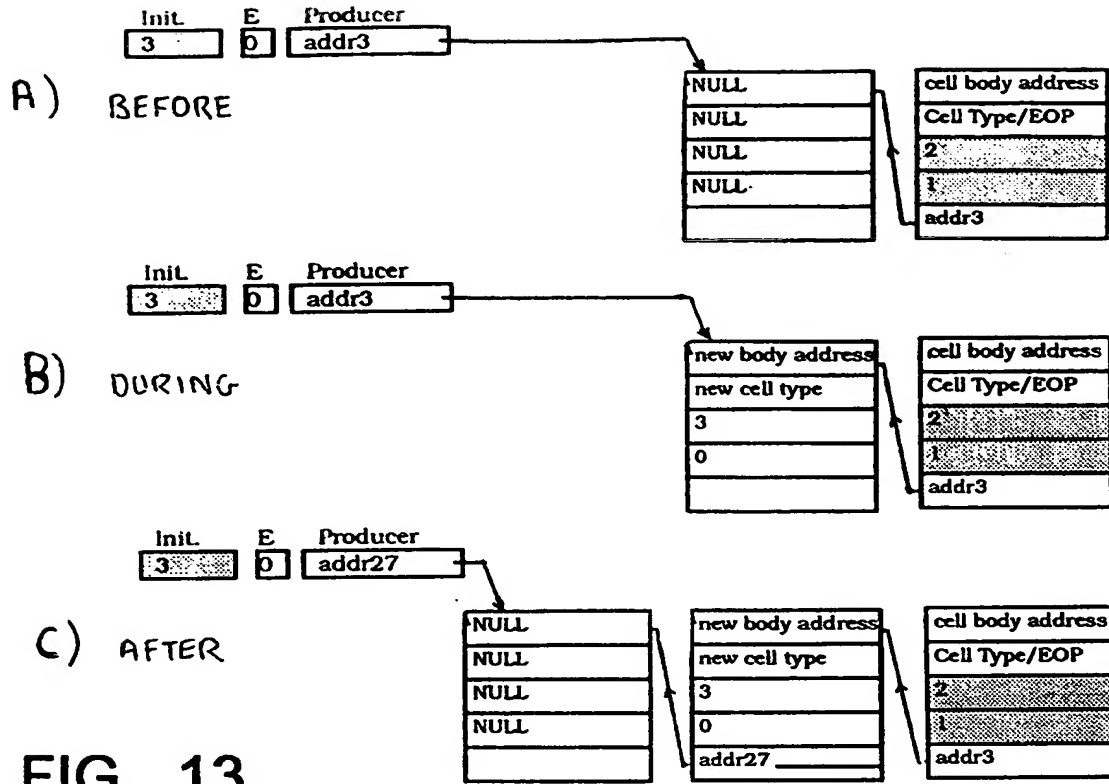 Init. E Producer
3 0 addr3
A) BEFORE
NULL cell body address
NULL Cell Type/EOP
NULL 2
NULL 1
addr3
Init. E Producer
3 0 addr3
B) DURING
new body address cell body address
new cell type Cell Type/EOP
3 2
0 1
addr3
Init. E Producer
3 0 addr27
C) AFTER
NULL new body address cell body address
NULL new cell type Cell Type/EOP
NULL 3 2
NULL 0 1
addr27 addr3
FIG. 13